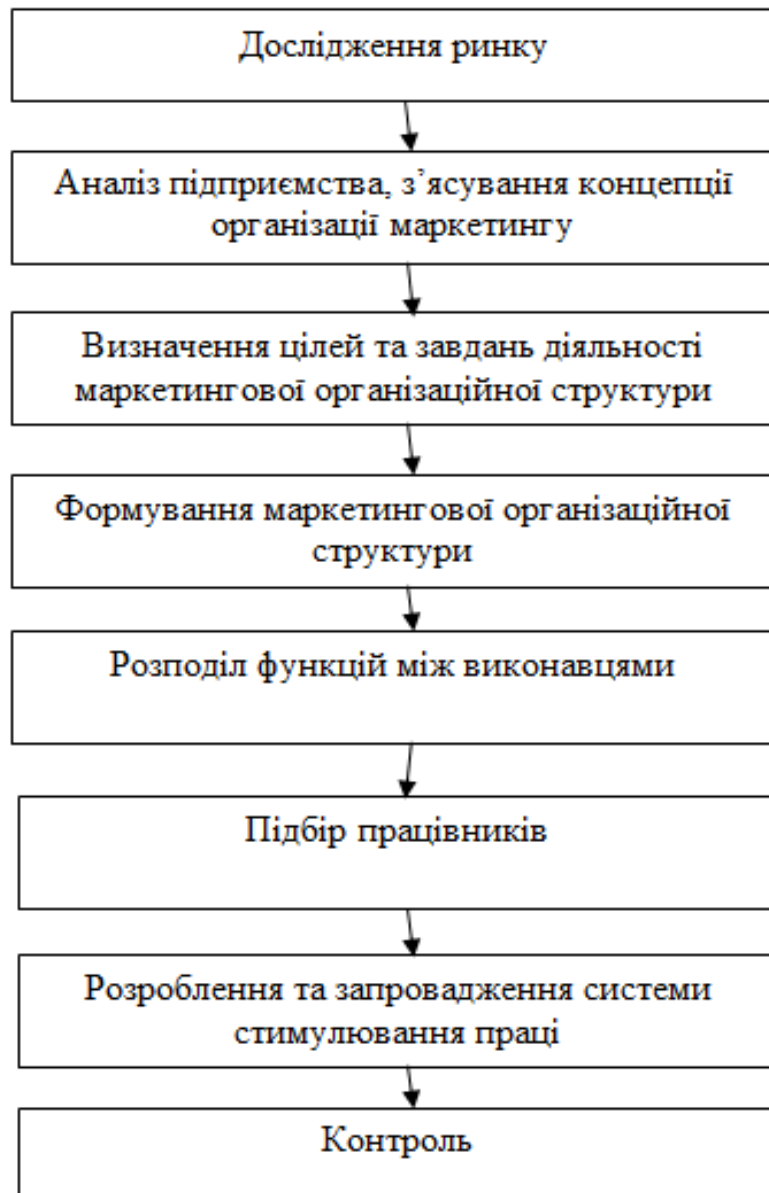 Дослідження ринку
Аналіз підприємства, з’ясування концепції
організації маркетингу
Визначення цілей та завдань діяльності
маркетингової організаційної структури
Формування маркетингової організаційної
структури
Розподіл функцій між виконавцями
Підбір працівників
Розроблення та запровадження системи
стимулювання праці
Контроль